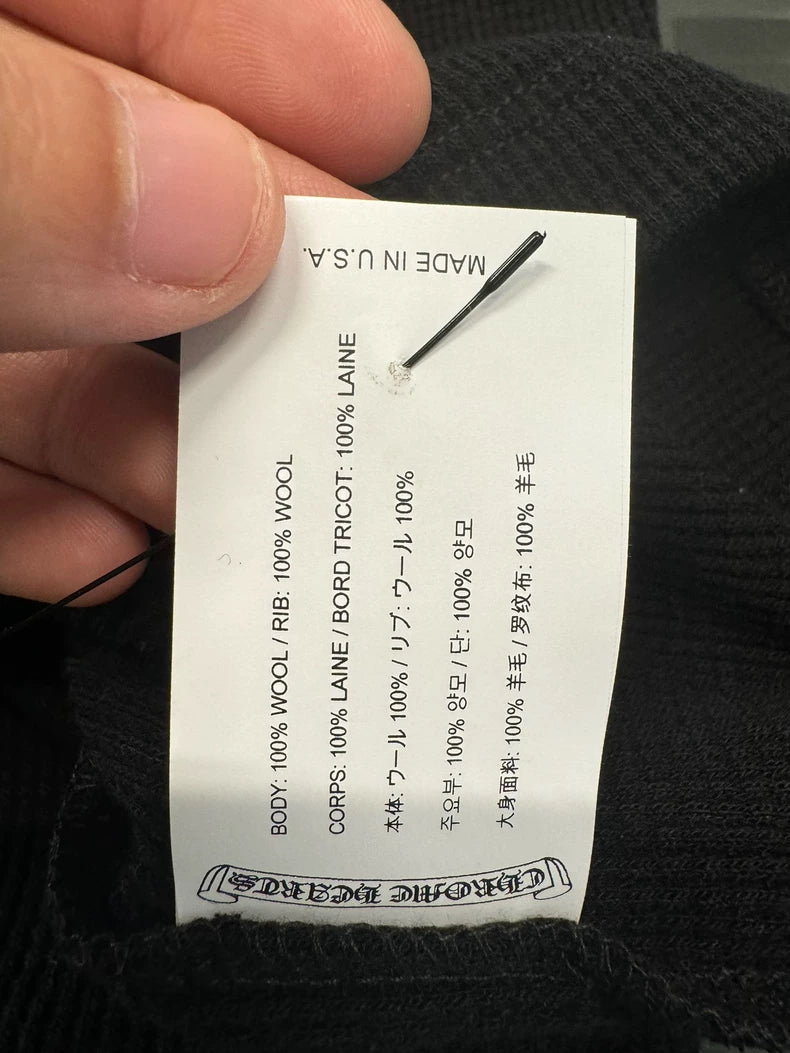 MADE IN U.S.A.
BODY: 100% WOOL / RIB: 100% WOOL
CORPS: 100% LAINE / BORD TRICOT: 100% LAINE
本体: ウール 100% / リブ: ウール 100%
주요부: 100% 양모 / 단: 100% 양모
大身面料: 100% 羊毛 / 罗纹布: 100% 羊毛
CHROME HEARTS